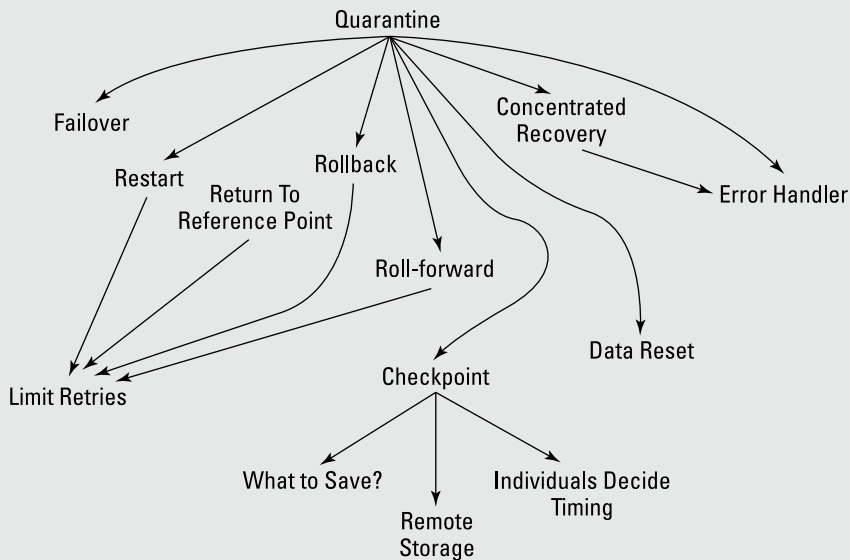 Quarantine
Failover
Concentrated
Recovery
Restart
Rollback
Return To
Reference Point
Error Handler
Roll-forward
Data Reset
Limit Retries
Checkpoint
What to Save?
Individuals Decide
Timing
Remote
Storage